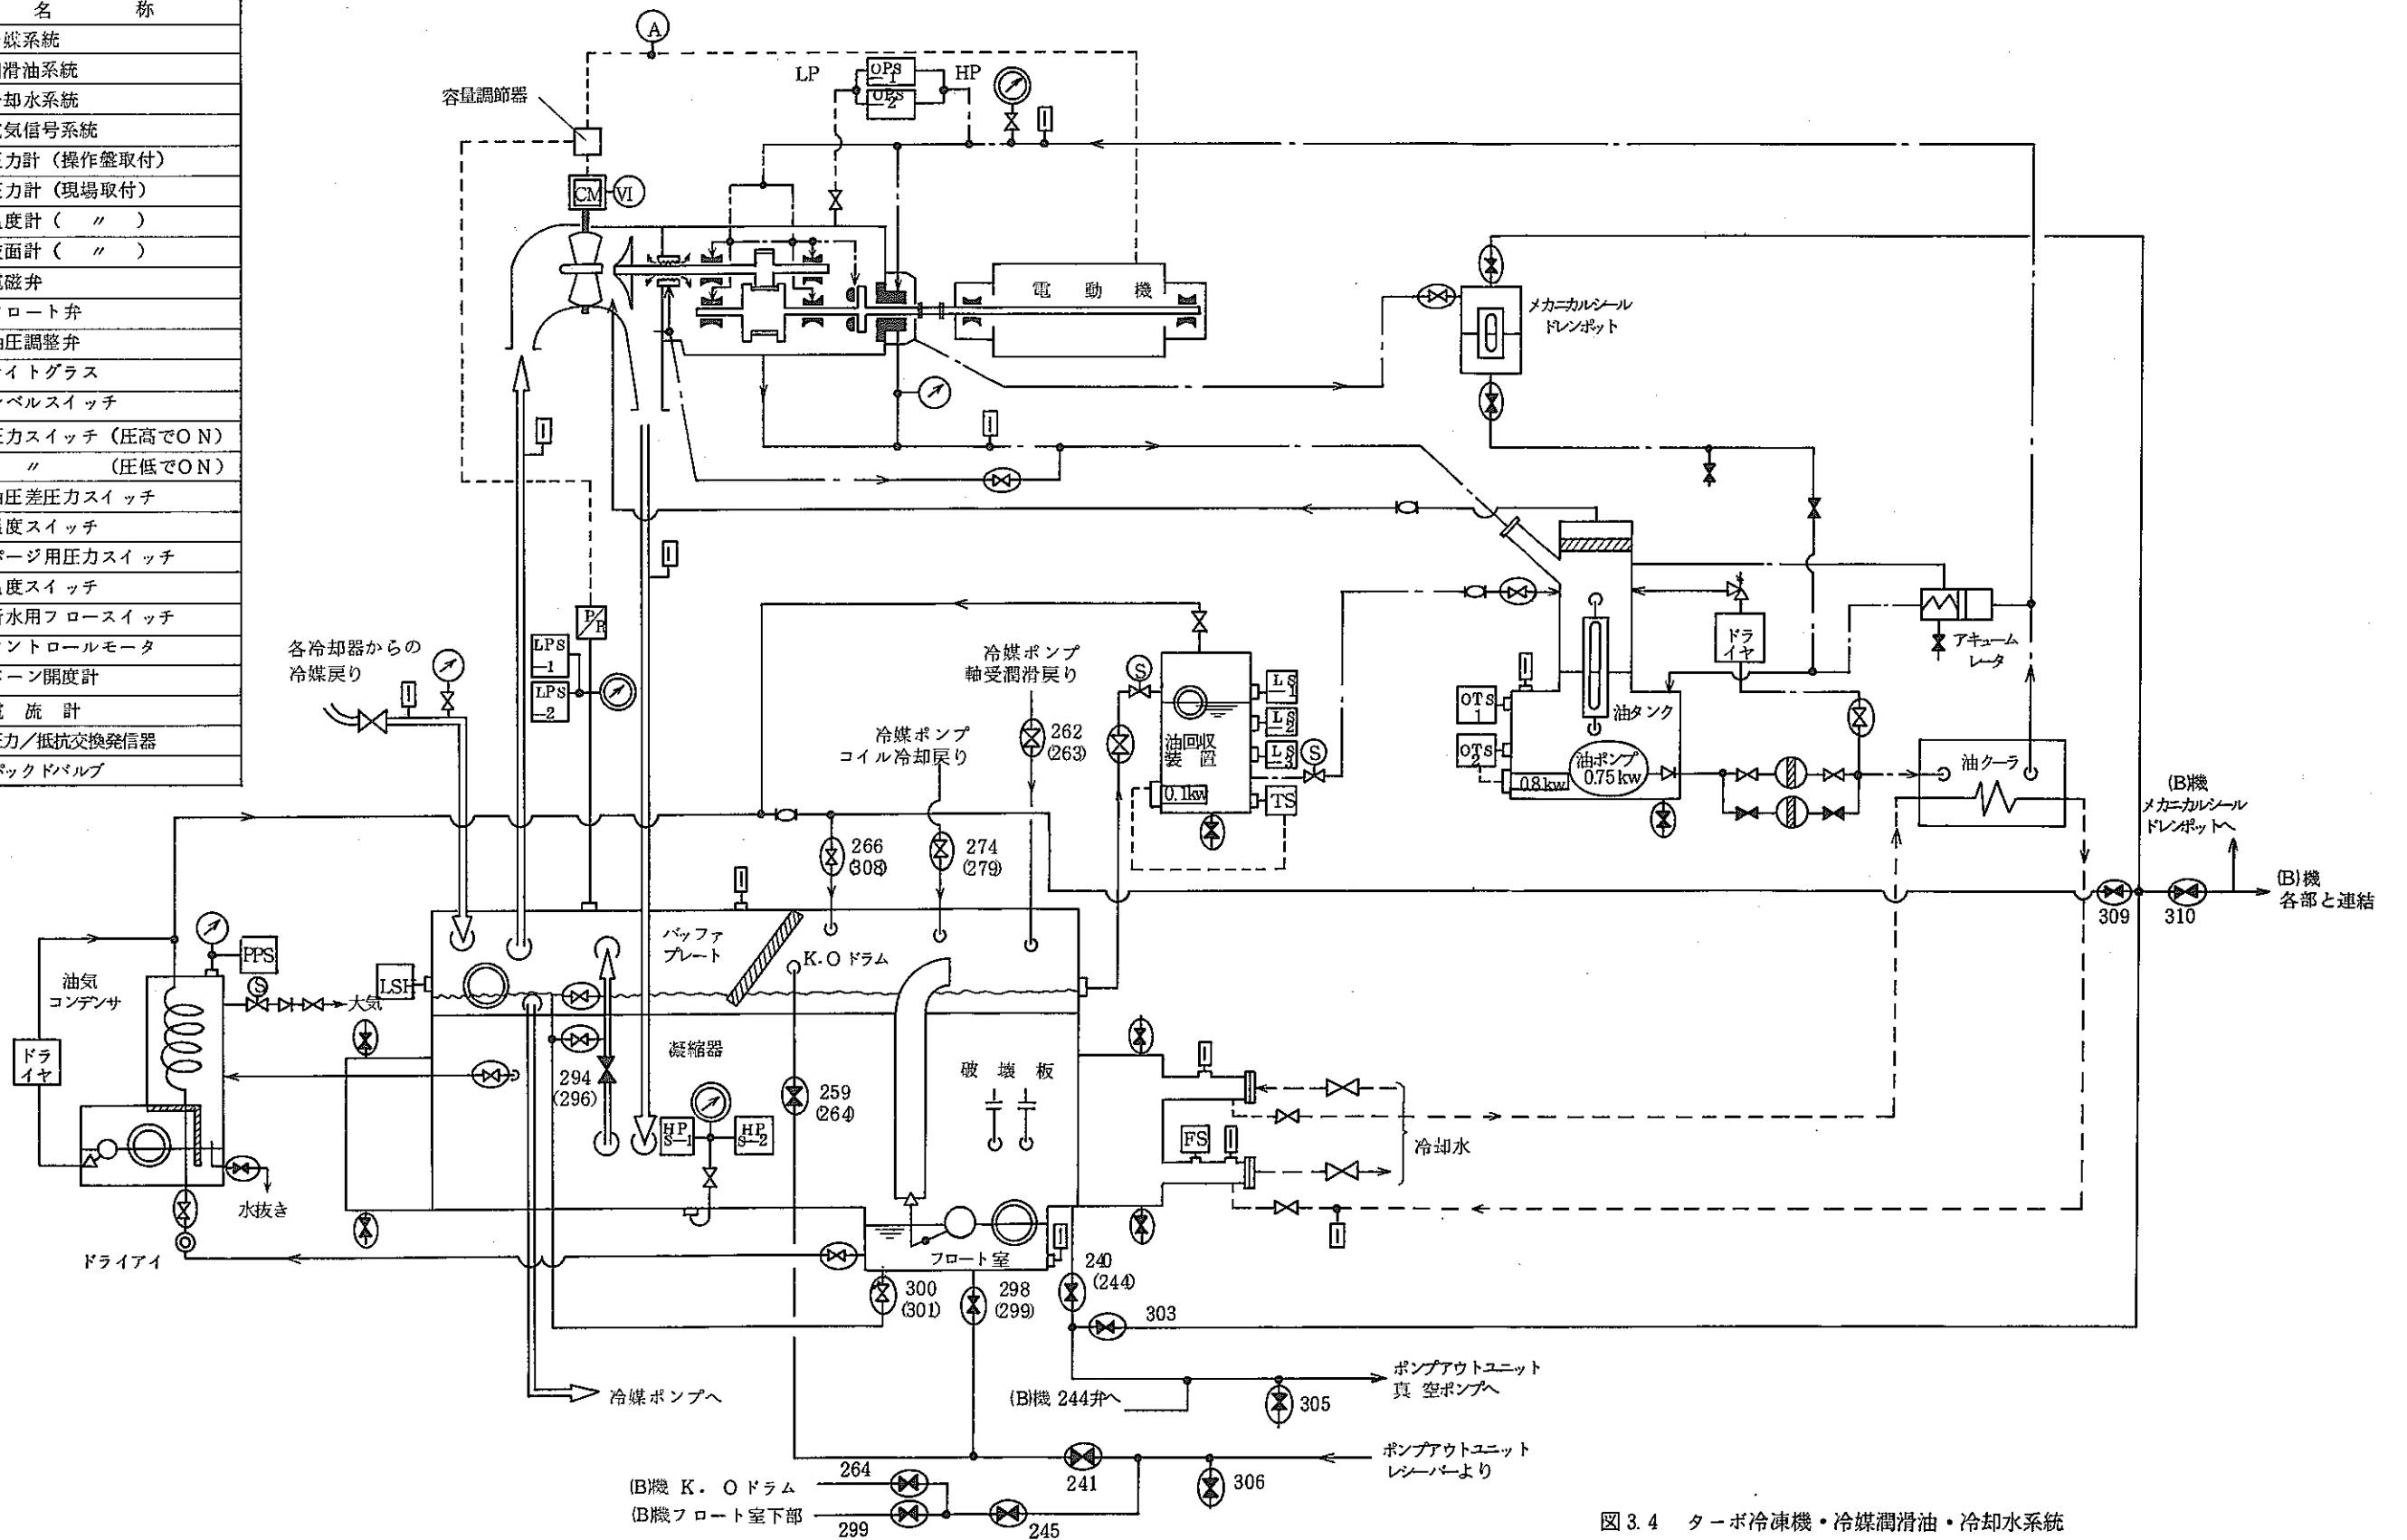 名 称
媒系統
滑油系統
却水系統
気信号系統
力計（操作盤取付）
力計（現場取付）
度計（ 〃 ）
面計（ 〃 ）
磁弁
ロート弁
圧調整弁
イトグラス
ベルスイッチ
力スイッチ（圧高でON）
〃 （圧低でON）
圧差圧力スイッチ
度スイッチ
ージ用圧力スイッチ
度スイッチ
水用フロースイッチ
ントロールモータ
ーン開度計
流計
力／抵抗交換発信器
ックドバルブ
A
容量調節器
CM
VI
LP
OPS
-1
OPS
-2
HP
電動機
メカニカルシール
ドレンポット
各冷却器からの
冷媒戻り
P/R
LPS
-1
LPS
-2
冷媒ポンプ
軸受潤滑戻り
冷媒ポンプ
コイル冷却戻り
262
(263)
S
油回収
装置
0.1kw
LS
-1
LS
-2
LS
-3
S
TS
OTS
1
OTS
2
油タンク
油ポンプ
0.75kw
0.8kw
ドラ
イヤ
アキューム
レータ
油クーラ
(B)機
メカニカルシール
ドレンポットへ
266
(308)
274
(279)
(B)機
各部と連結
309
310
油気
コンデンサ
PPS
S
大気
ドラ
イヤ
水抜き
ドライアイ
LSH
バッファ
プレート
K.Oドラム
凝縮器
294
(296)
259
(264)
HP
S-1
HP
S-2
破壊板
FS
冷却水
フロート室
300
(301)
298
(299)
240
(244)
303
冷媒ポンプへ
(B)機 244弁へ
ポンプアウトユニット
真空ポンプへ
305
ポンプアウトユニット
レシーバーより
241
306
(B)機 K.Oドラム
264
(B)機フロート室下部
299
245
図3.4 ターボ冷凍機・冷媒潤滑油・冷却水系統